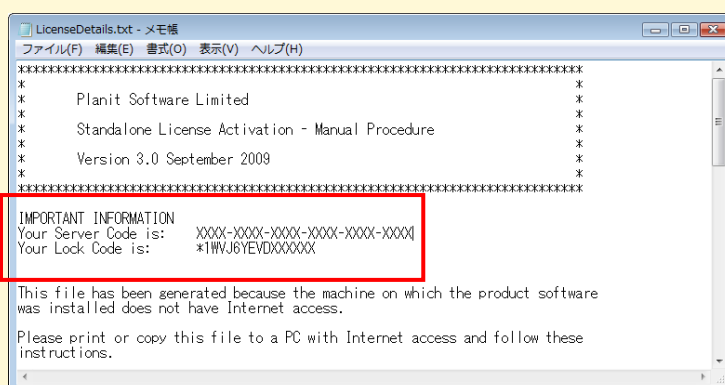 LicenseDetails.txt - メモ帳
ファイル(F) 編集(E) 書式(O) 表示(V) ヘルプ(H)
*****************************************************************************
* *
* Planit Software Limited *
* *
* Standalone License Activation - Manual Procedure *
* *
* Version 3.0 September 2009 *
* *
*****************************************************************************
IMPORTANT INFORMATION
Your Server Code is: XXXX-XXXX-XXXX-XXXX-XXXX-XXXX
Your Lock Code is: *1WVJ6YEVDXXXXXX
This file has been generated because the machine on which the product software
was installed does not have Internet access.
Please print or copy this file to a PC with Internet access and follow these
instructions.